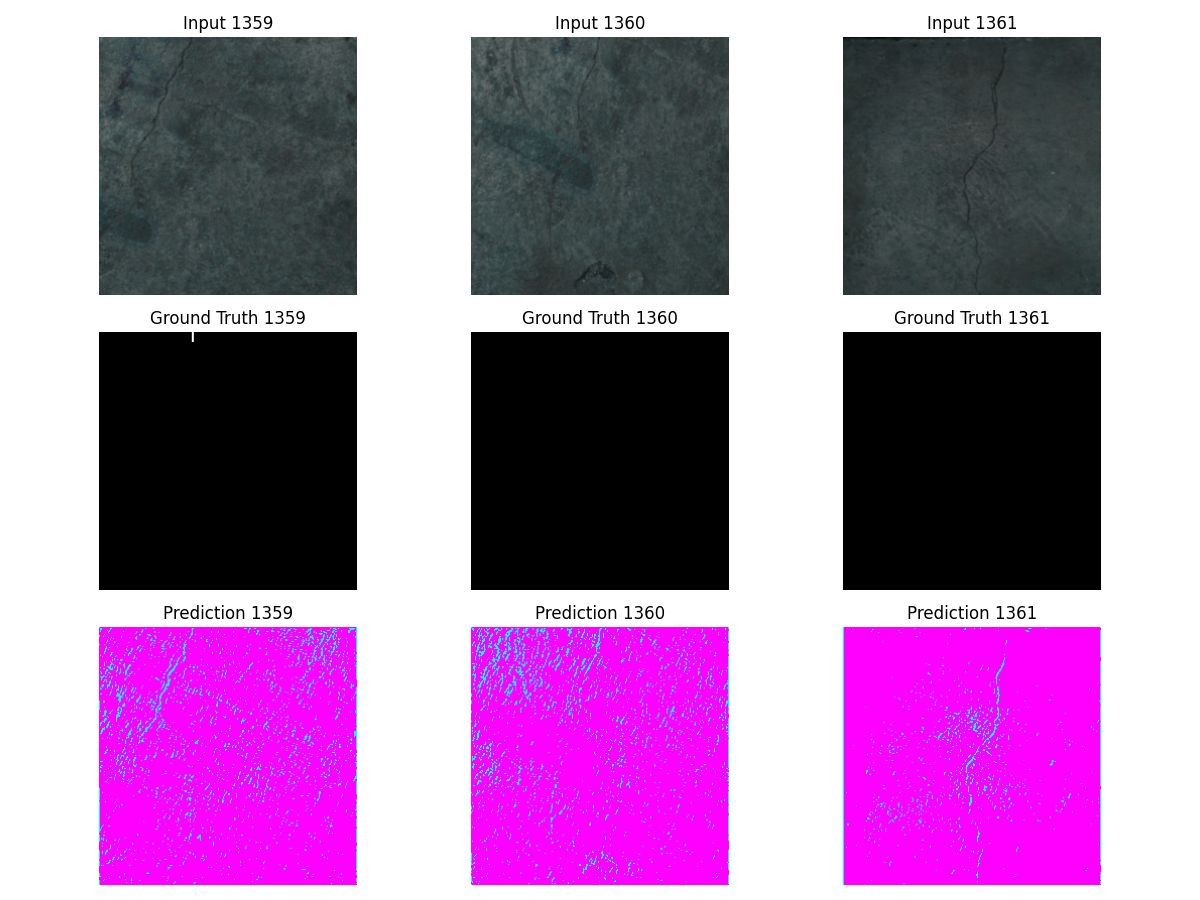 Input 1359
Input 1360
Input 1361
Ground Truth 1359
Ground Truth 1360
Ground Truth 1361
Prediction 1359
Prediction 1360
Prediction 1361